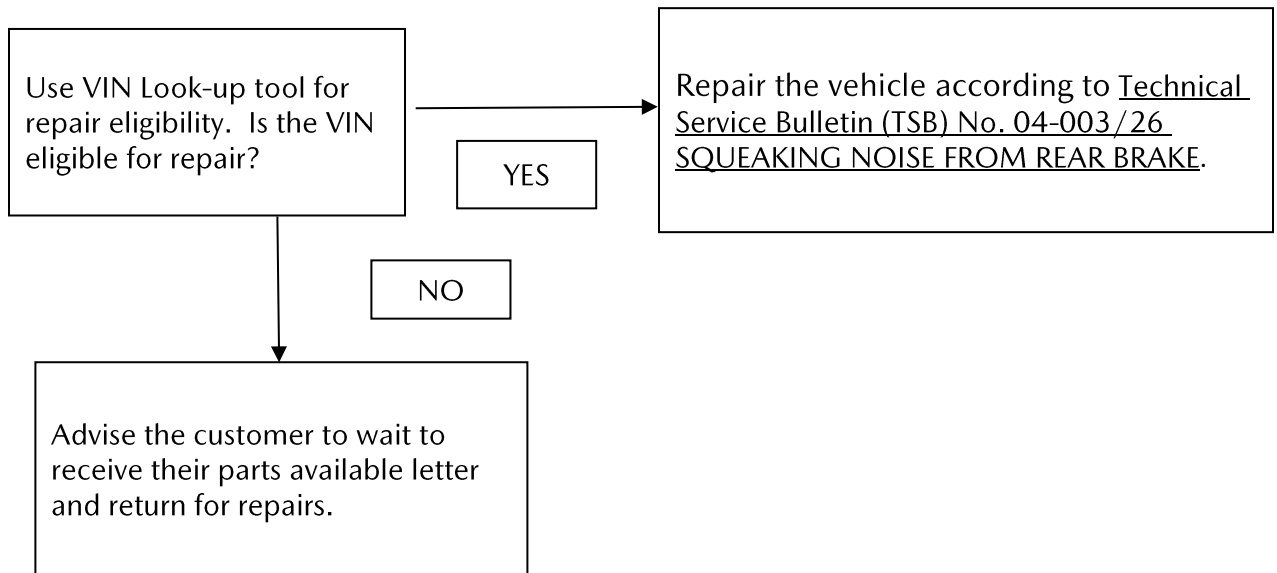 Use VIN Look-up tool for
repair eligibility.  Is the VIN
eligible for repair?
YES
Repair the vehicle according to Technical
Service Bulletin (TSB) No. 04-003/26
SQUEAKING NOISE FROM REAR BRAKE.
NO
Advise the customer to wait to
receive their parts available letter
and return for repairs.